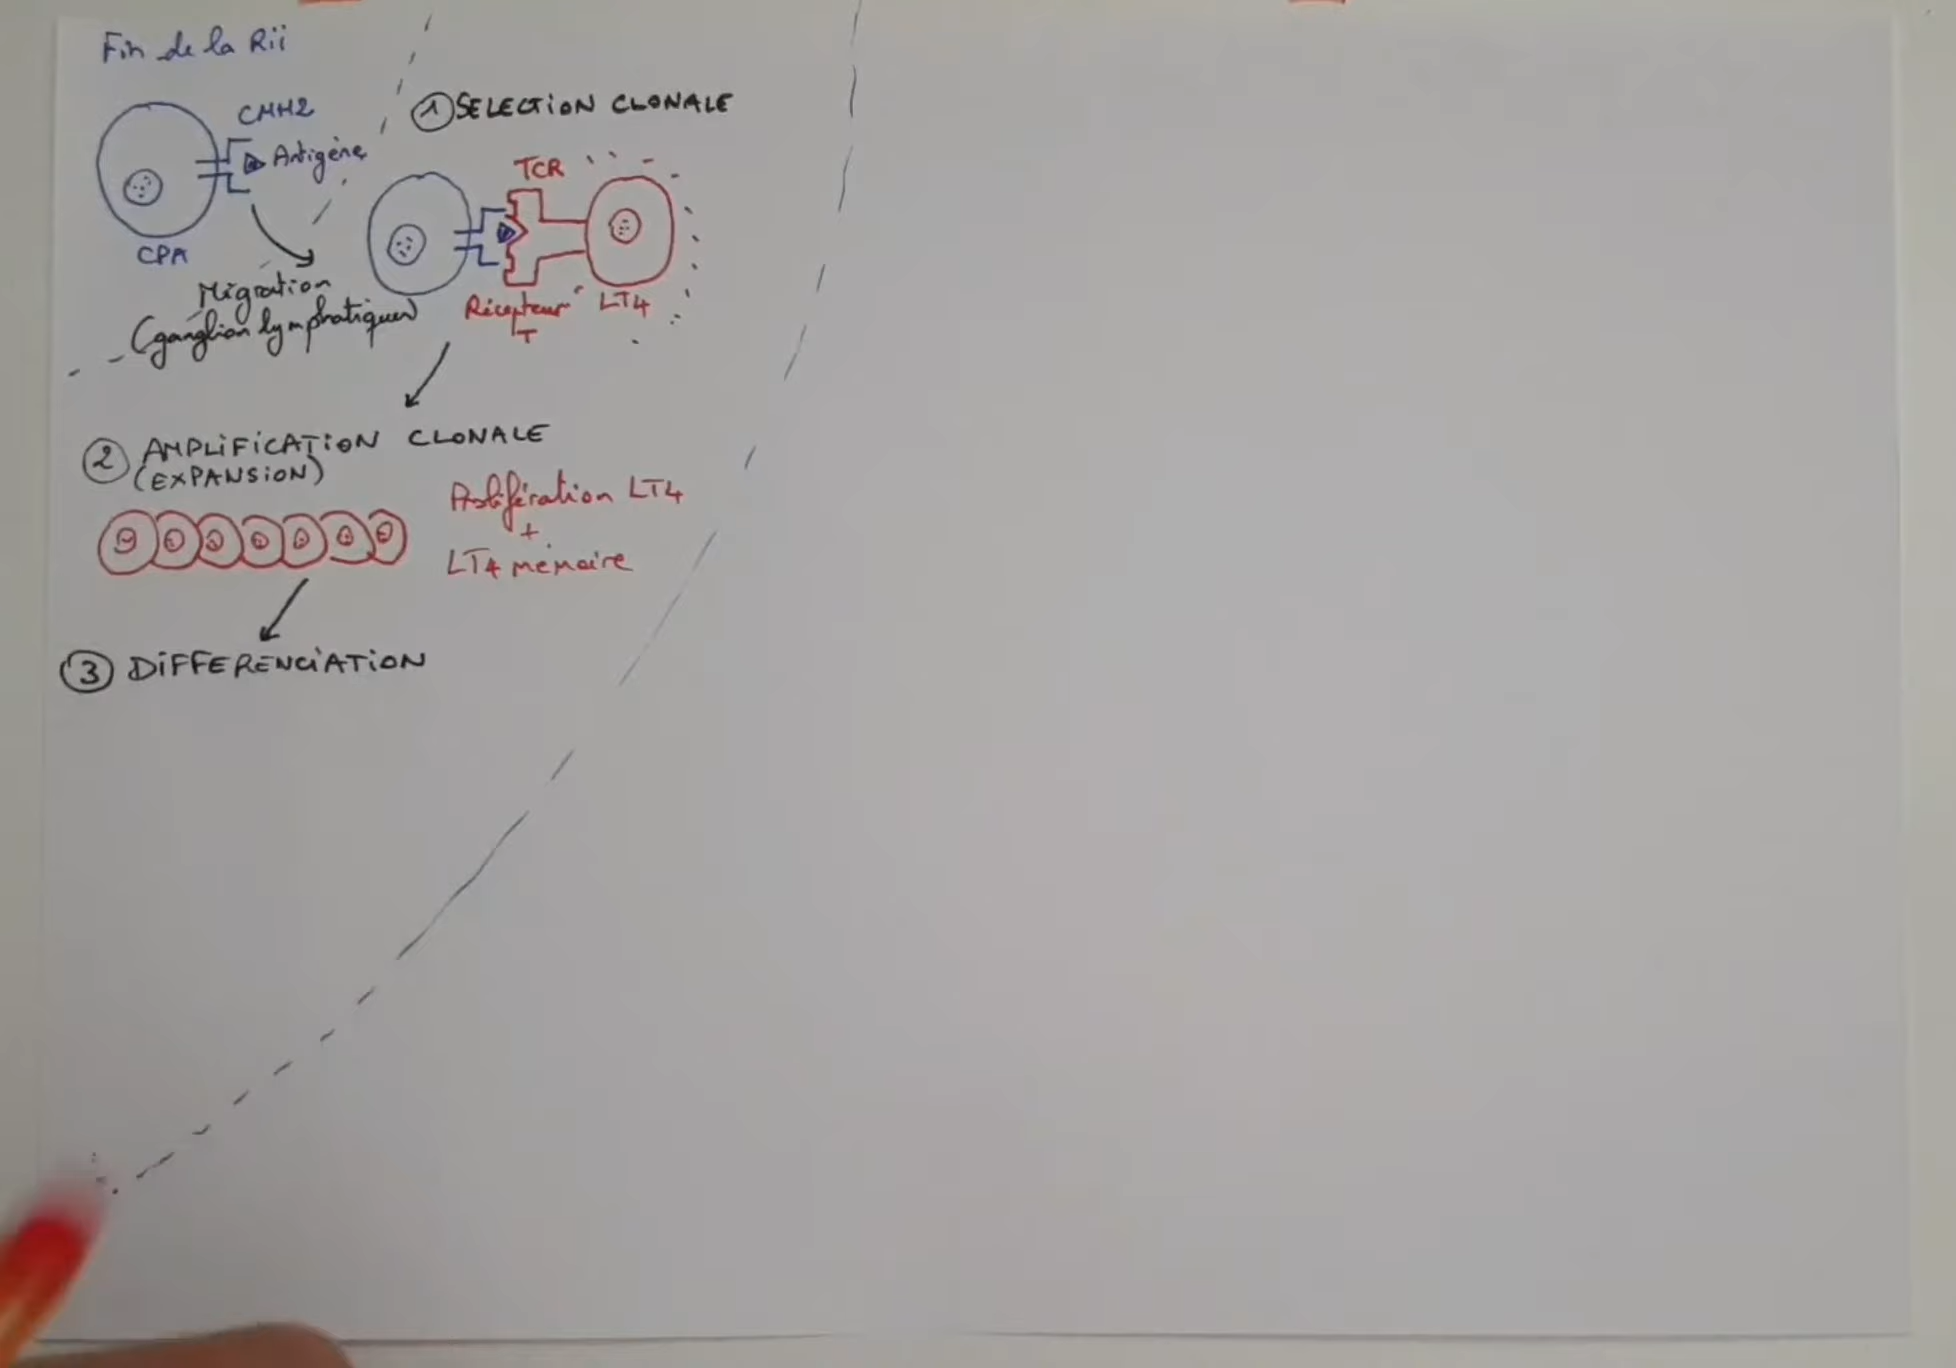 Fin de la Rii
CMH2
Antigène
CPA
Migration
(ganglion lymphatique)
① SELECTION CLONALE
TCR
Récepteur
T
LT4
② AMPLIFICATION CLONALE
(EXPANSION)
Prolifération LT4
+
LT4 mémoire
③ DIFFERENCIATION